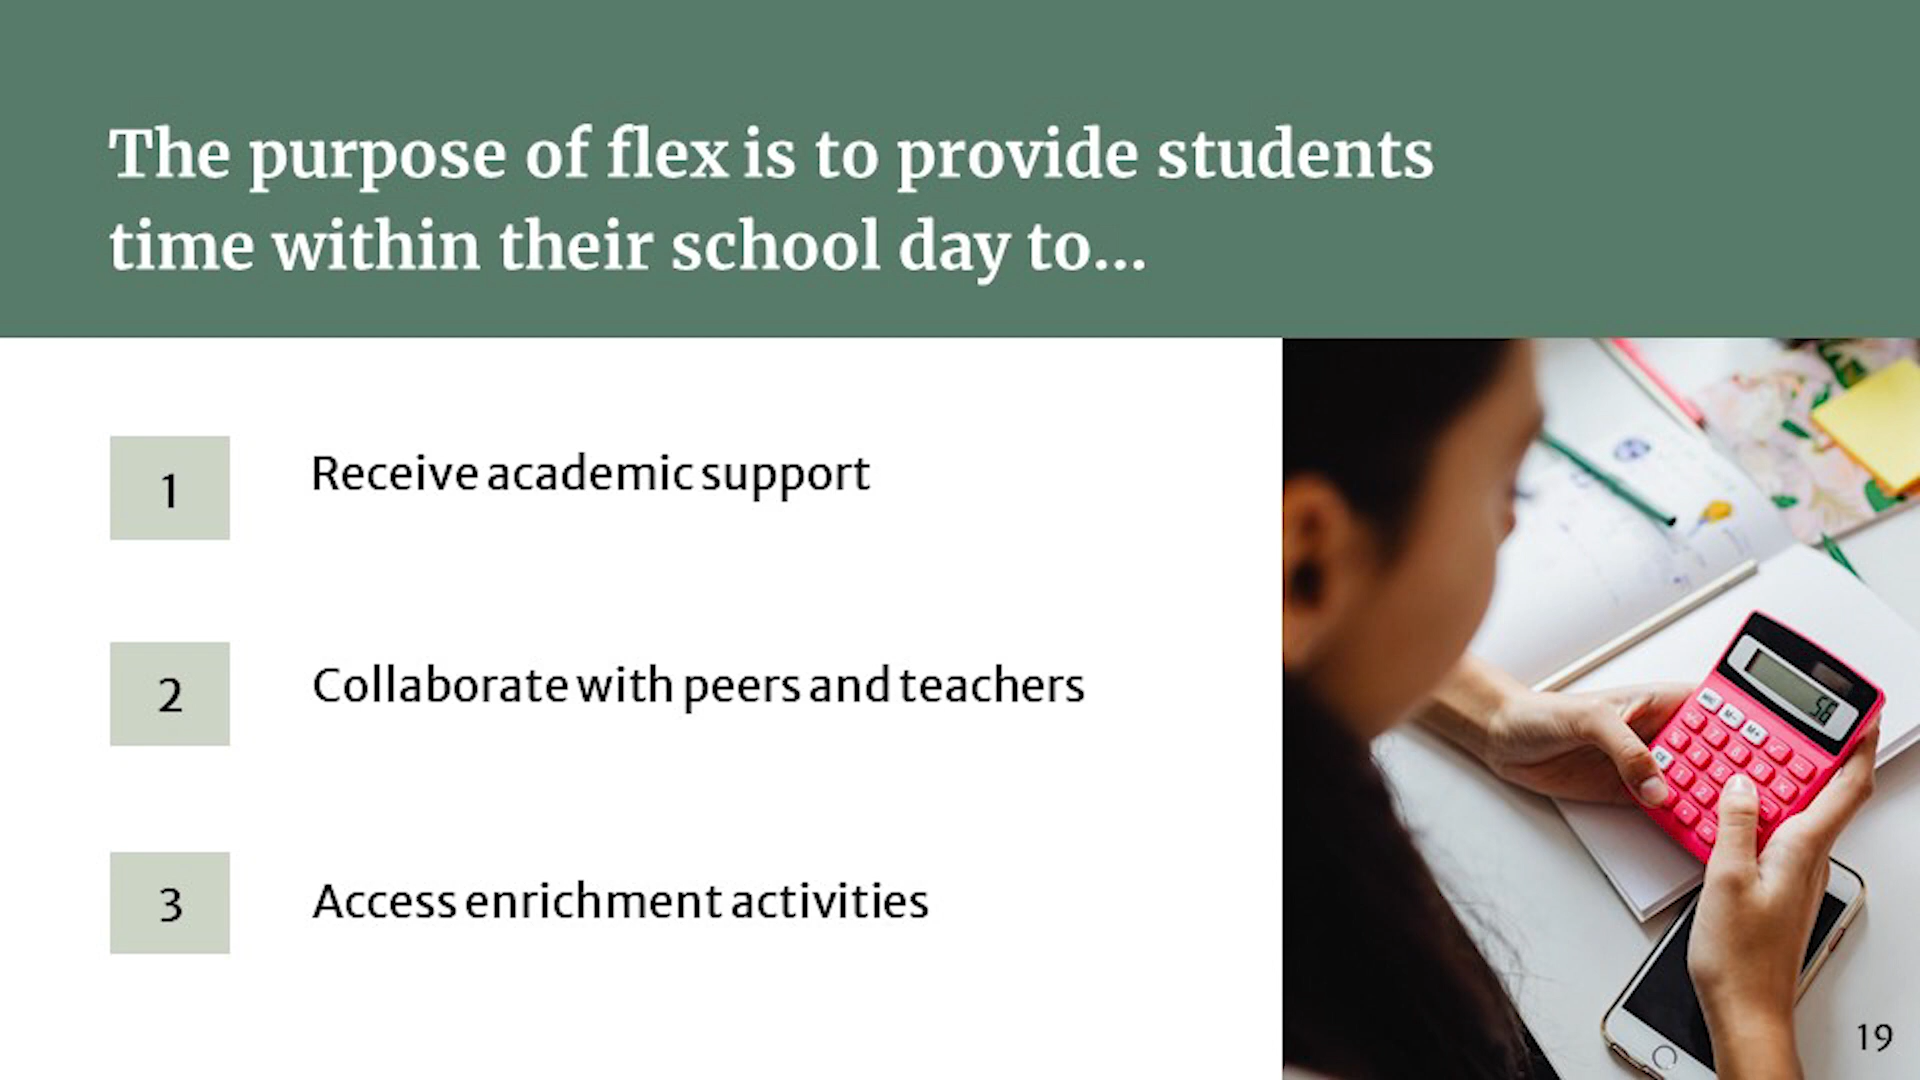 The purpose of flex is to provide students
time within their school day to...
1
Receive academic support
2
Collaborate with peers and teachers
3
Access enrichment activities
56
19